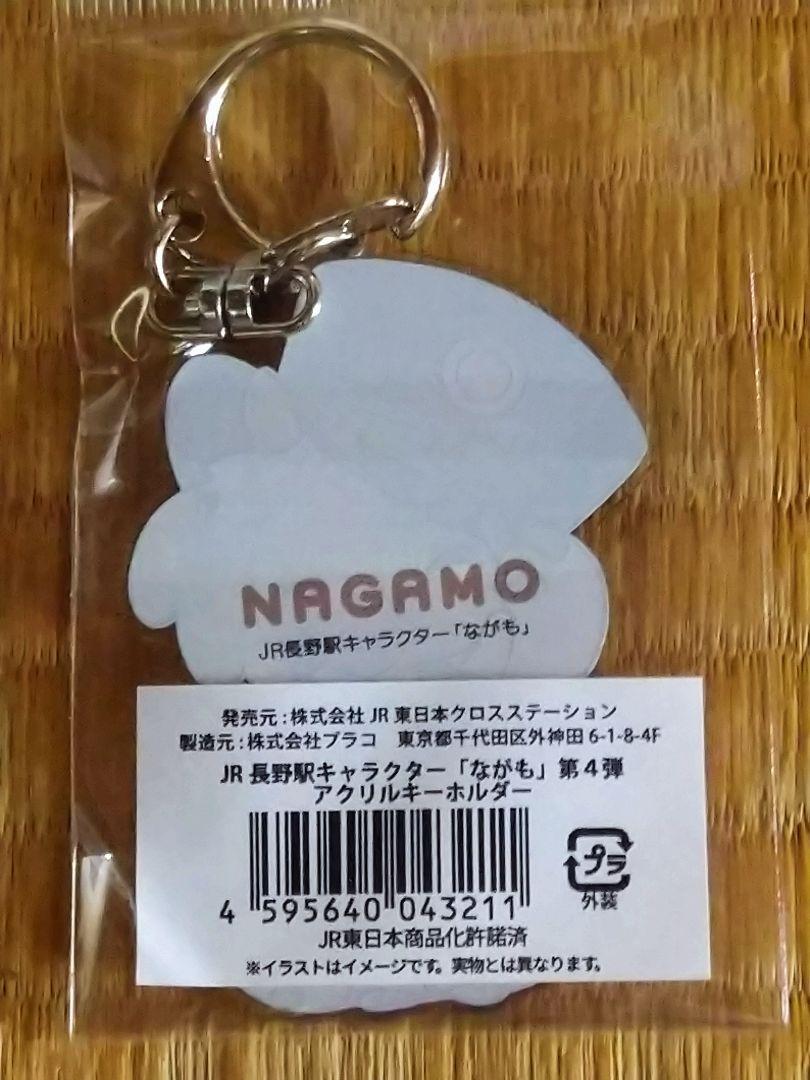 NAGAMO
JR長野駅キャラクター「ながも」
発売元:株式会社 JR 東日本クロスステーション
製造元:株式会社プラコ 東京都千代田区外神田 6-1-8-4F
JR 長野駅キャラクター「ながも」第4弾
アクリルキーホルダー
プラ
外装
4 595640 043211
JR東日本商品化許諾済
※イラストはイメージです。実物とは異なります。